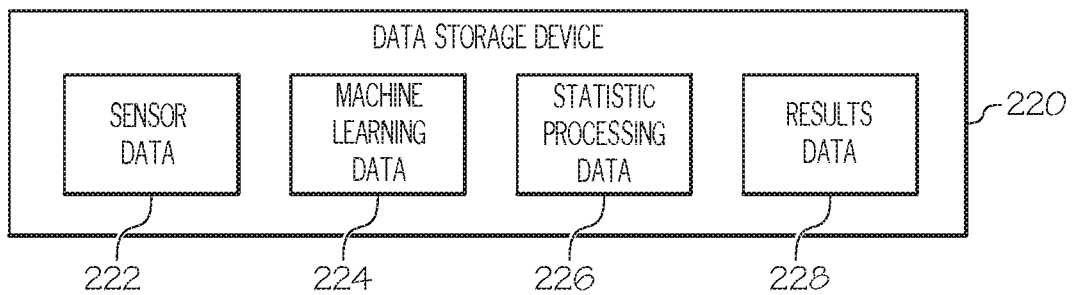 DATA STORAGE DEVICE
SENSOR
DATA
MACHINE
LEARNING
DATA
STATISTIC
PROCESSING
DATA
RESULTS
DATA
220
222
224
226
228